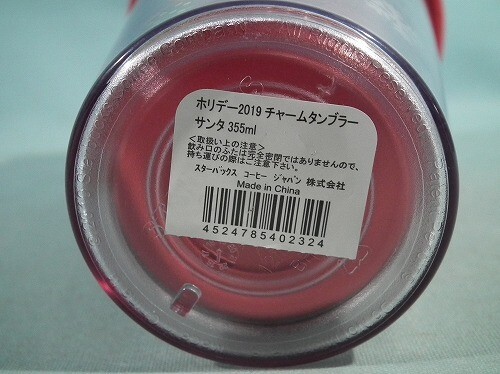 ホリデー2019 チャームタンブラー
サンタ 355ml
＜取扱い上の注意＞
飲み口のふたは完全密閉ではありませんので、
持ち運びの際はご注意下さい。
スターバックス コーヒー ジャパン 株式会社
Made in China
4524785402324